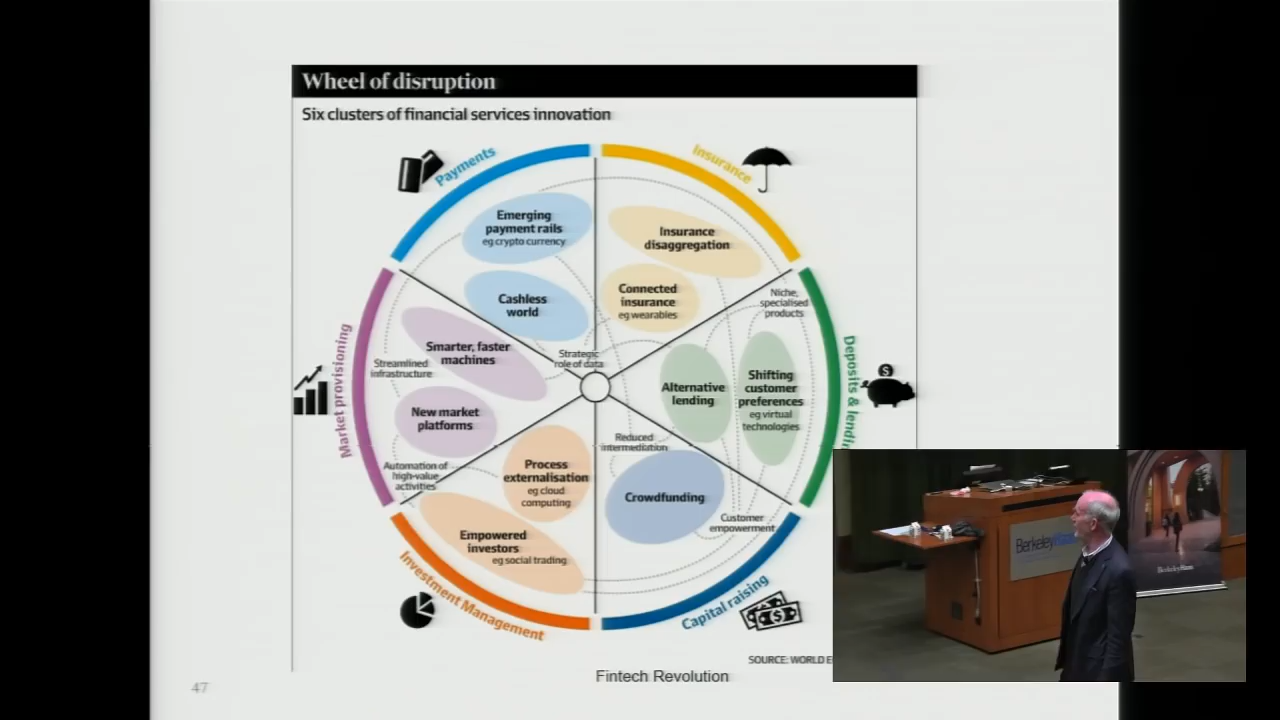 Wheel of disruption
Six clusters of financial services innovation
Payments
Insurance
Emerging
payment rails
eg crypto currency
Insurance
disaggregation
Cashless
world
Connected
insurance
eg wearables
Niche,
specialised
products
Market provisioning
Smarter, faster
machines
Streamlined
infrastructure
Strategic
role of data
Alternative
lending
Shifting
customer
preferences
eg virtual
technologies
Deposits & lendin
New market
platforms
Reduced
intermediation
Automation of
high-value
activities
Process
externalisation
eg cloud
computing
Crowdfunding
Customer
empowerment
Empowered
investors
eg social trading
Investment Management
Capital raising
SOURCE: WORLD E
Fintech Revolution
47
BerkeleyHaas
BerkeleyHaas
$
$